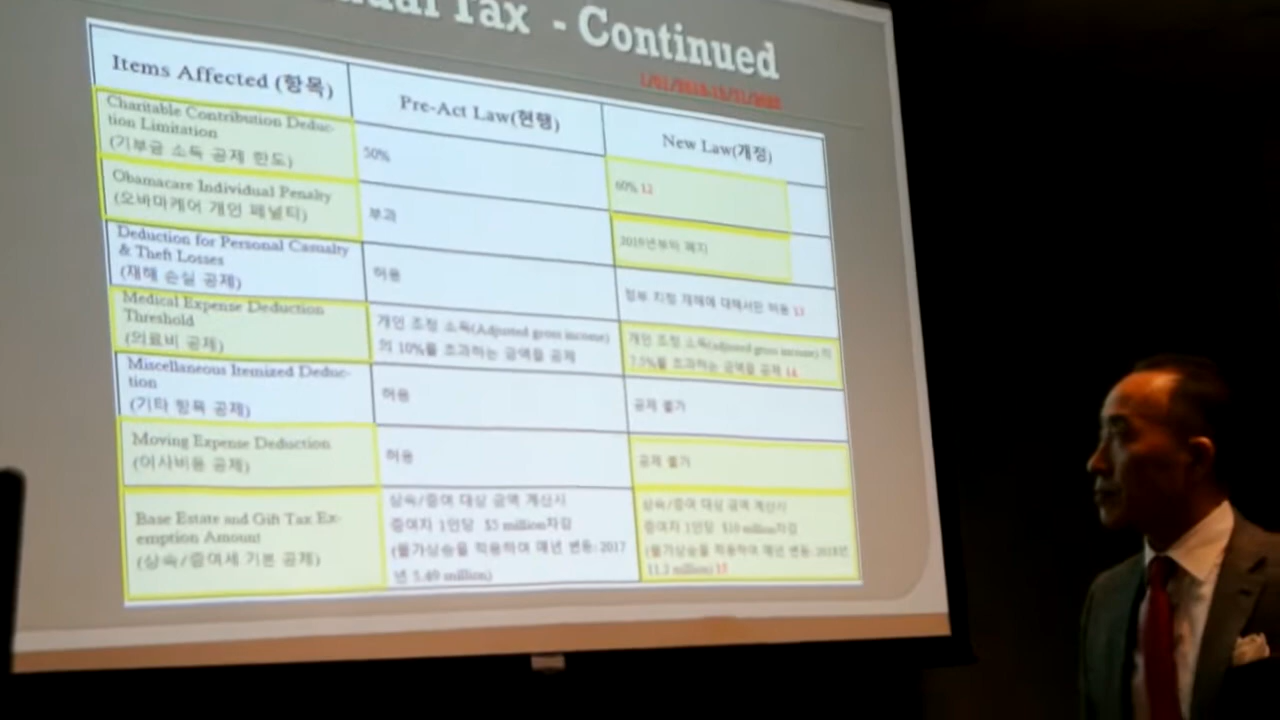 Tax - Continued
Items Affected (항목)
Pre-Act Law(현행)
New Law(개정)
Charitable Contribution Deduc-
tion Limitation
(기부금 소득 공제 한도)
50%
60% 12
Obamacare Individual Penalty
(오바마케어 개인 페널티)
부과
2019년부터 폐지
Deduction for Personal Casualty
& Theft Losses
(재해 손실 공제)
허용
정부 지정 재해에 대해서만 허용 13
Medical Expense Deduction
Threshold
(의료비 공제)
개인 조정 소득(Adjusted gross income)
의 10%를 초과하는 금액을 공제
개인 조정 소득(adjusted gross income) 의
7.5%를 초과하는 금액을 공제 14
Miscellaneous Itemized Deduc-
tion
(기타 항목 공제)
허용
공제 불가
Moving Expense Deduction
(이사비용 공제)
허용
공제 불가
Base Estate and Gift Tax Ex-
emption Amount
(상속/증여세 기본 공제)
상속/증여 대상 금액 계산시
증여자 1인당 $5 million차감
(물가상승을 적용하여 매년 변동: 2017
년 5.49 million)
상속/증여 대상 금액 계산시
증여자 1인당 $10 million차감
(물가상승을 적용하여 매년 변동: 2018년
11.2 million) 15